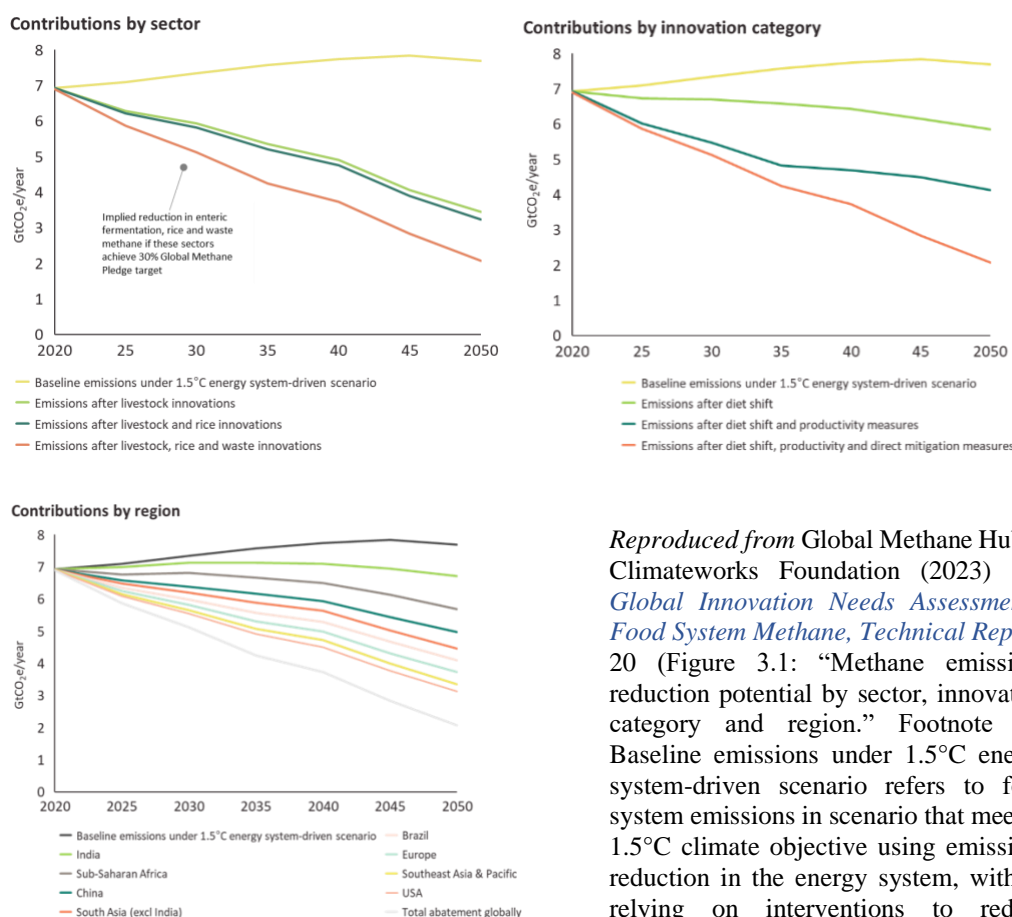 Contributions by sector
8
7
6
5
4
3
2
1
0
GtCO₂e/year
Implied reduction in enteric
fermentation, rice and waste
methane if these sectors
achieve 30% Global Methane
Pledge target
2020 25 30 35 40 45 2050
Baseline emissions under 1.5°C energy system-driven scenario
Emissions after livestock innovations
Emissions after livestock and rice innovations
Emissions after livestock, rice and waste innovations
Contributions by innovation category
8
7
6
5
4
3
2
1
0
GtCO₂e/year
2020 25 30 35 40 45 2050
Baseline emissions under 1.5°C energy system-driven scenario
Emissions after diet shift
Emissions after diet shift and productivity measures
Emissions after diet shift, productivity and direct mitigation measures
Contributions by region
8
7
6
5
4
3
2
1
0
GtCO₂e/year
2020 2025 2030 2035 2040 2045 2050
Baseline emissions under 1.5°C energy system-driven scenario
India
Sub-Saharan Africa
China
South Asia (excl India)
Brazil
Europe
Southeast Asia & Pacific
USA
Total abatement globally
Reproduced from Global Methane Hub
Climateworks Foundation (2023)
Global Innovation Needs Assessme
Food System Methane, Technical Rep
20 (Figure 3.1: “Methane emissi
reduction potential by sector, innovat
category and region.” Footnote
Baseline emissions under 1.5°C ene
system-driven scenario refers to f
system emissions in scenario that mee
1.5°C climate objective using emissi
reduction in the energy system, with
relying on interventions to red